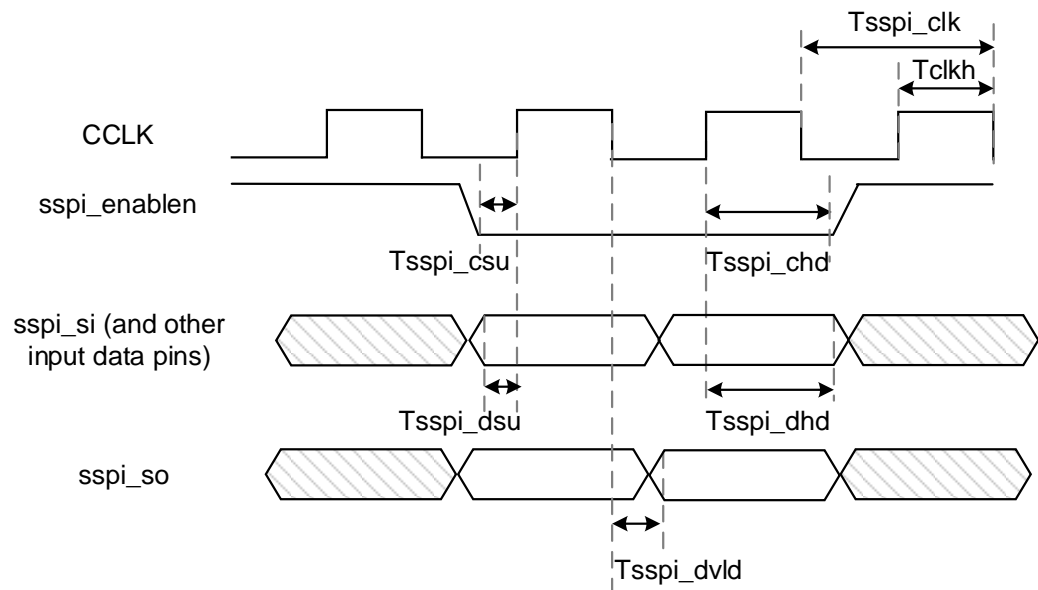 Tsspi_clk
Tclkh
CCLK
sspi_enablen
Tsspi_csu
Tsspi_chd
sspi_si (and other
input data pins)
Tsspi_dsu
Tsspi_dhd
sspi_so
Tsspi_dvld